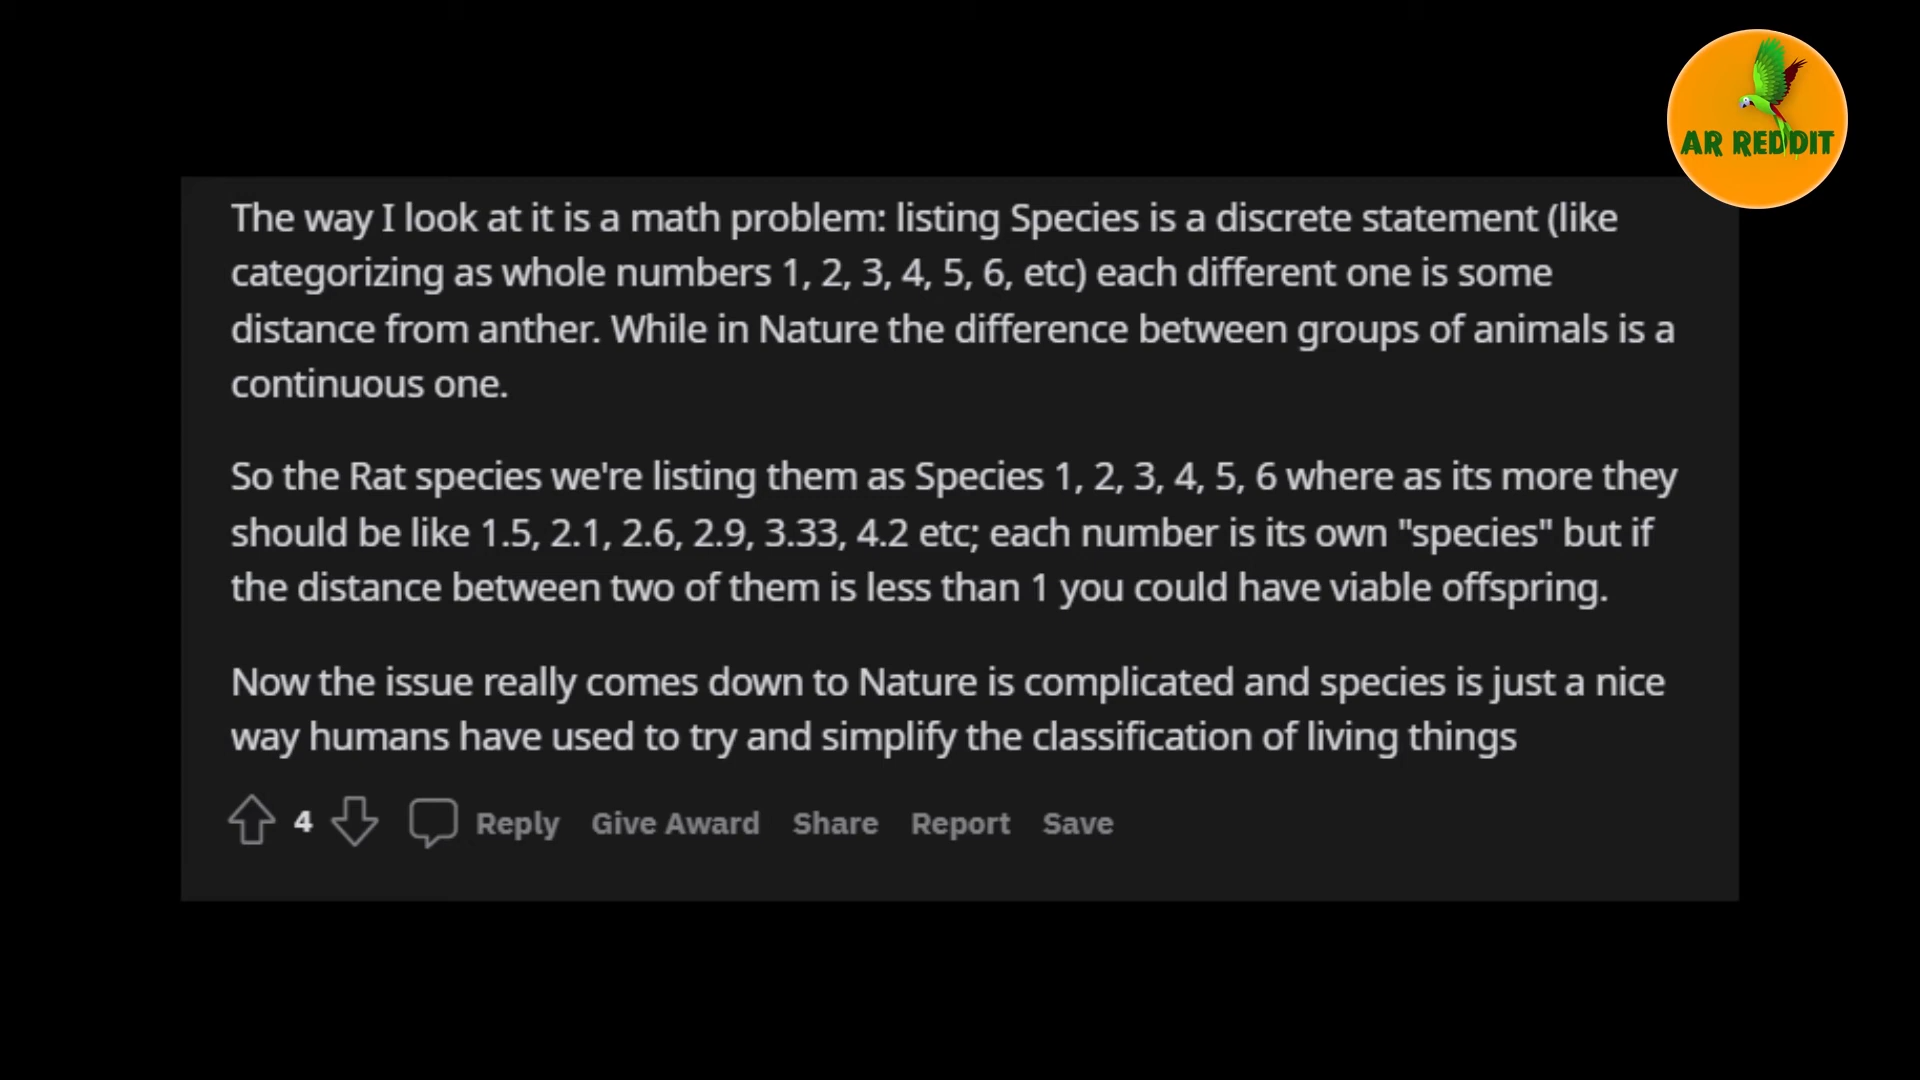 AR REDDIT
The way I look at it is a math problem: listing Species is a discrete statement (like
categorizing as whole numbers 1, 2, 3, 4, 5, 6, etc) each different one is some
distance from anther. While in Nature the difference between groups of animals is a
continuous one.
So the Rat species we're listing them as Species 1, 2, 3, 4, 5, 6 where as its more they
should be like 1.5, 2.1, 2.6, 2.9, 3.33, 4.2 etc; each number is its own "species" but if
the distance between two of them is less than 1 you could have viable offspring.
Now the issue really comes down to Nature is complicated and species is just a nice
way humans have used to try and simplify the classification of living things
4 Reply Give Award Share Report Save